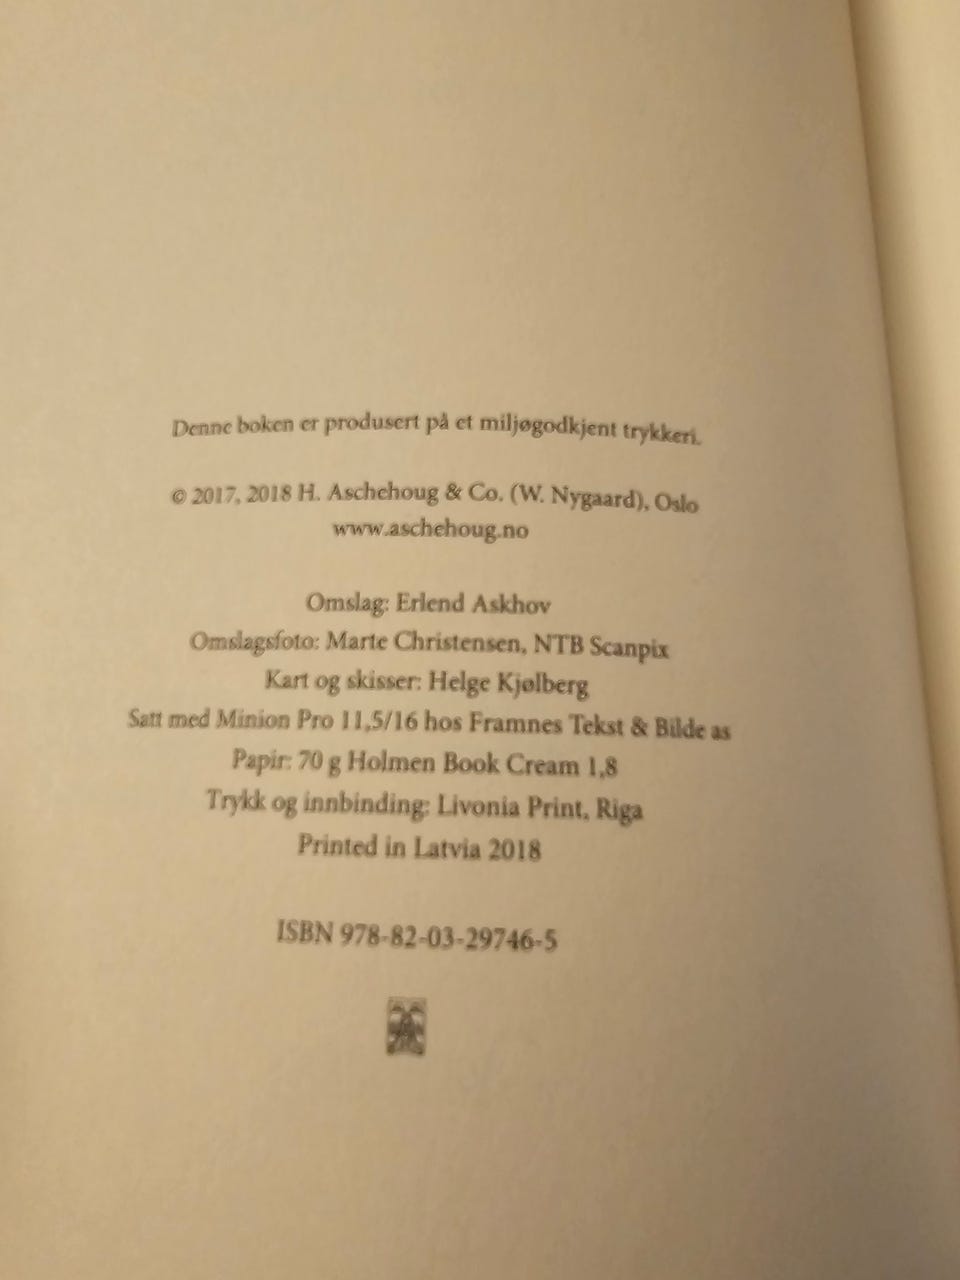 Denne boken er produsert på et miljøgodkjent trykkeri.
© 2017, 2018 H. Aschehoug & Co. (W. Nygaard), Oslo
www.aschehoug.no
Omslag: Erlend Askhov
Omslagsfoto: Marte Christensen, NTB Scanpix
Kart og skisser: Helge Kjølberg
Satt med Minion Pro 11,5/16 hos Framnes Tekst & Bilde as
Papir: 70 g Holmen Book Cream 1,8
Trykk og innbinding: Livonia Print, Riga
Printed in Latvia 2018
ISBN 978-82-03-29746-5